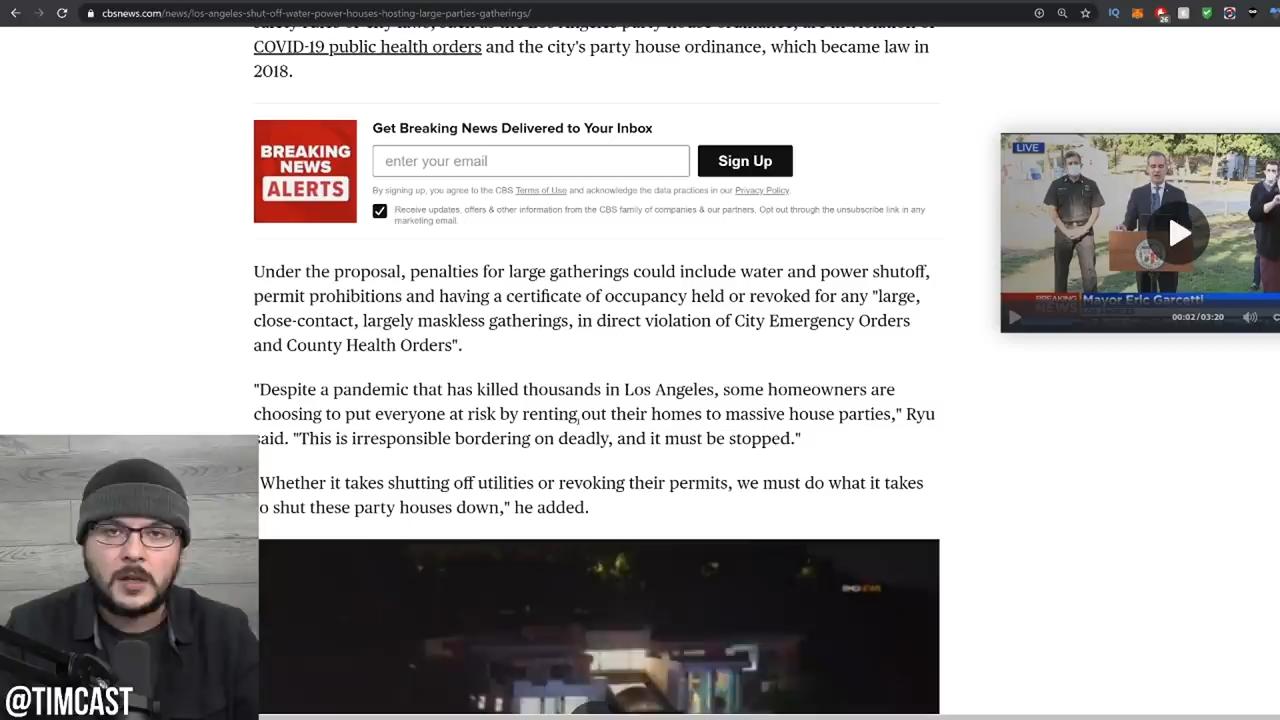 cbsnews.com/news/los-angeles-shut-off-water-power-houses-hosting-large-parties-gatherings/
IQ
26
COVID-19 public health orders and the city's party house ordinance, which became law in
2018.
BREAKING
NEWS
ALERTS
Get Breaking News Delivered to Your Inbox
enter your email
Sign Up
By signing up, you agree to the CBS Terms of Use and acknowledge the data practices in our Privacy Policy.
Receive updates, offers & other information from the CBS family of companies & our partners. Opt out through the unsubscribe link in any
marketing email.
LIVE
BREAKING
NEWS
Mayor Eric Garcetti
00:02/03:20
Under the proposal, penalties for large gatherings could include water and power shutoff,
permit prohibitions and having a certificate of occupancy held or revoked for any "large,
close-contact, largely maskless gatherings, in direct violation of City Emergency Orders
and County Health Orders".
"Despite a pandemic that has killed thousands in Los Angeles, some homeowners are
choosing to put everyone at risk by renting out their homes to massive house parties," Ryu
said. "This is irresponsible bordering on deadly, and it must be stopped."
Whether it takes shutting off utilities or revoking their permits, we must do what it takes
o shut these party houses down," he added.
@TIMCAST